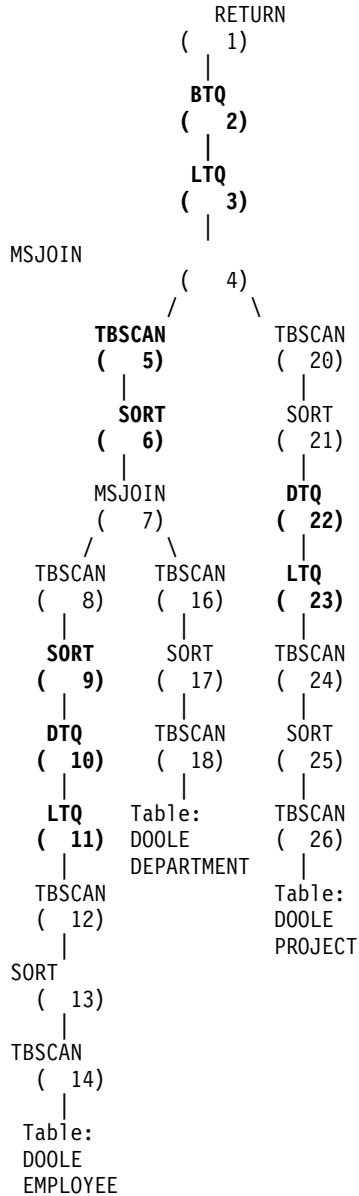 RETURN
( 1)
|
BTQ
( 2)
|
LTQ
( 3)
|
MSJOIN
( 4)
/ \
TBSCAN TBSCAN
( 5) ( 20)
| |
SORT SORT
( 6) ( 21)
| |
MSJOIN DTQ
( 7) ( 22)
/ \ |
TBSCAN TBSCAN LTQ
( 8) ( 16) ( 23)
| | |
SORT SORT TBSCAN
( 9) ( 17) ( 24)
| | |
DTQ TBSCAN SORT
( 10) ( 18) ( 25)
| | |
LTQ Table: TBSCAN
( 11) DOOLE ( 26)
| DEPARTMENT |
TBSCAN Table:
( 12) DOOLE
| PROJECT
SORT
( 13)
|
TBSCAN
( 14)
|
Table:
DOOLE
EMPLOYEE